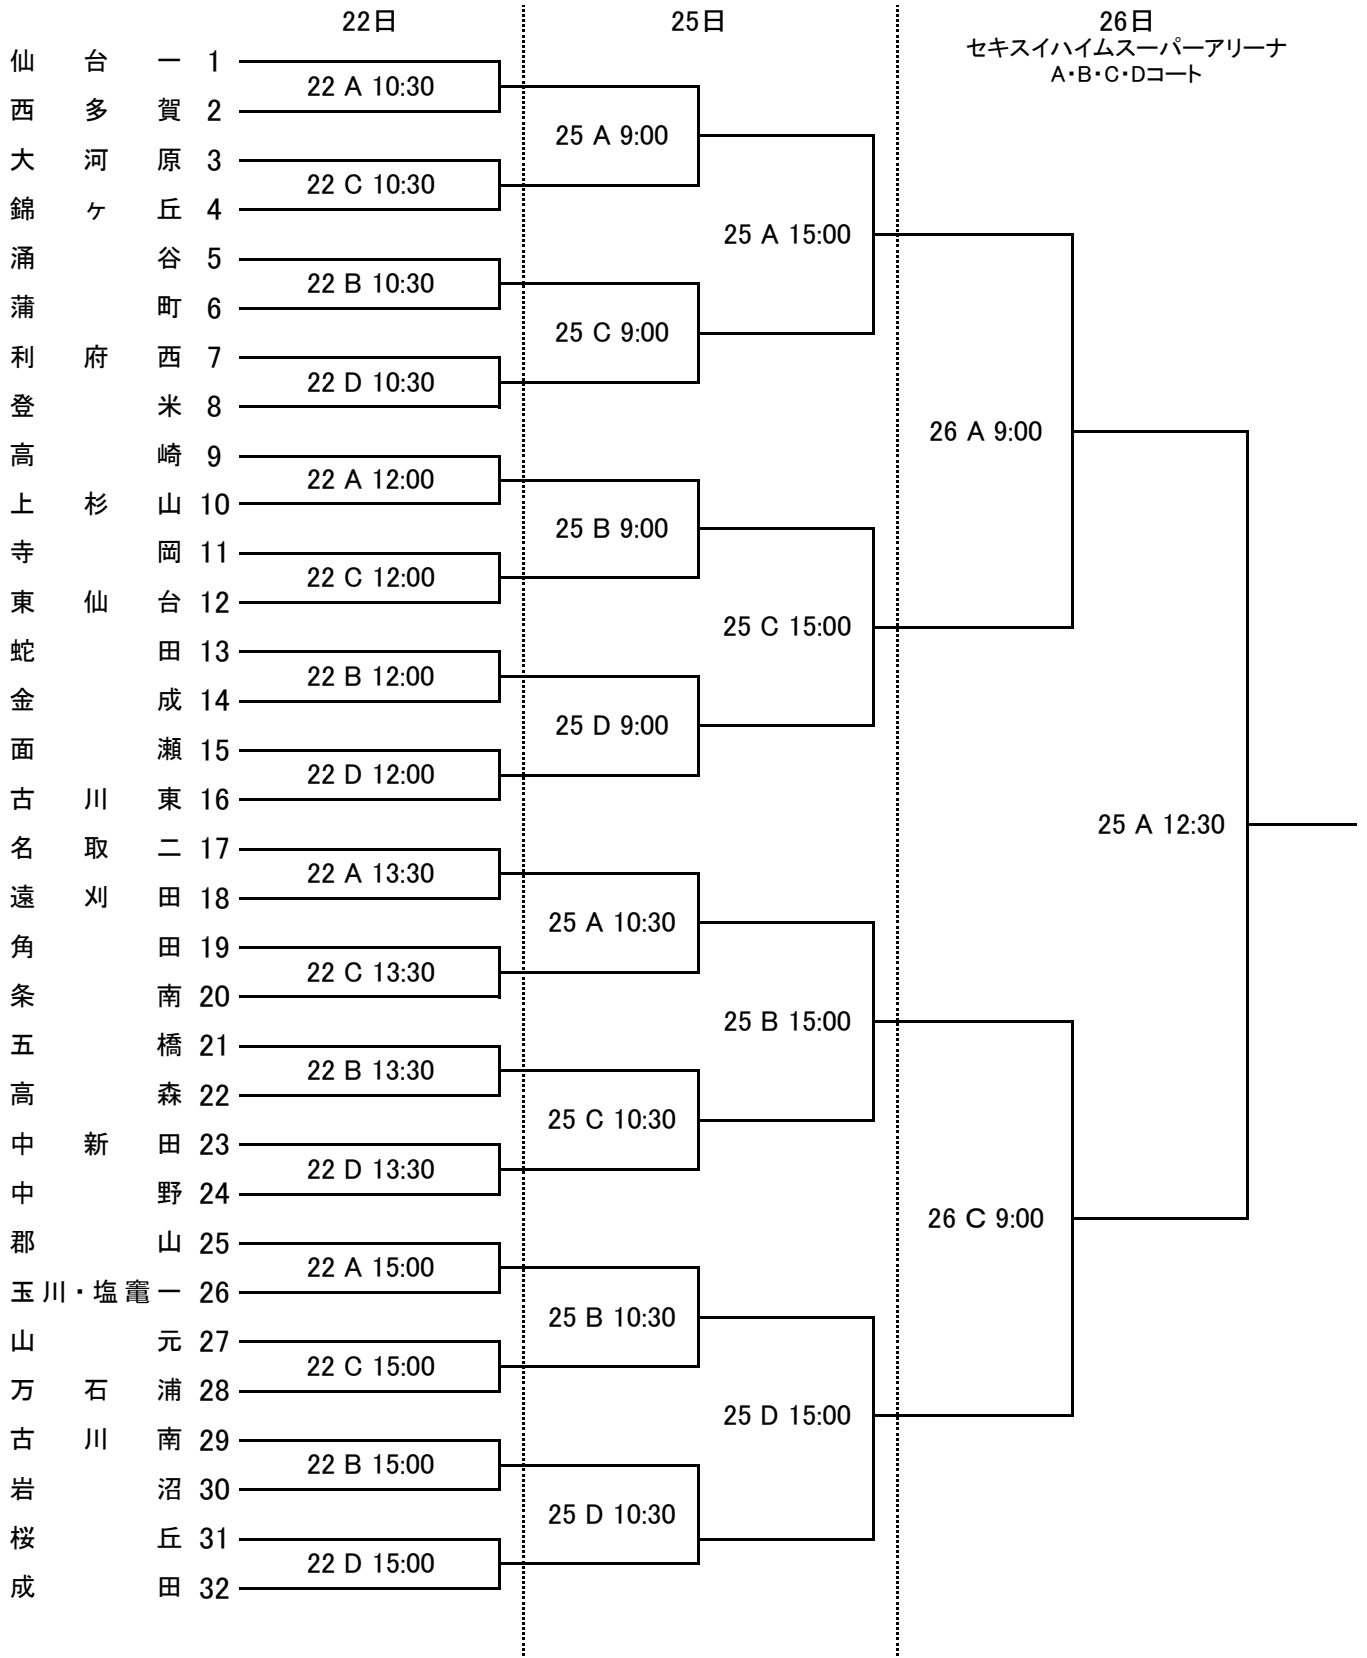 22日 25日 26日
セキスイハイムスーパーアリーナ
A・B・C・Dコート
仙台一 1
22 A 10:30
西多賀 2
25 A 9:00
大河原 3
22 C 10:30
錦ヶ丘 4
25 A 15:00
涌谷 5
22 B 10:30
蒲町 6
25 C 9:00
利府西 7
22 D 10:30
登米 8
26 A 9:00
高崎 9
22 A 12:00
上杉山 10
25 B 9:00
寺岡 11
22 C 12:00
東仙台 12
25 C 15:00
蛇田 13
22 B 12:00
金成 14
25 D 9:00
面瀬 15
22 D 12:00
古川東 16
25 A 12:30
名取二 17
22 A 13:30
遠刈田 18
25 A 10:30
角田 19
22 C 13:30
条南 20
25 B 15:00
五橋 21
22 B 13:30
高森 22
25 C 10:30
中新田 23
22 D 13:30
中野 24
26 C 9:00
郡山 25
22 A 15:00
玉川・塩竈一 26
25 B 10:30
山元 27
22 C 15:00
万石浦 28
25 D 15:00
古川南 29
22 B 15:00
岩沼 30
25 D 10:30
桜丘 31
22 D 15:00
成田 32